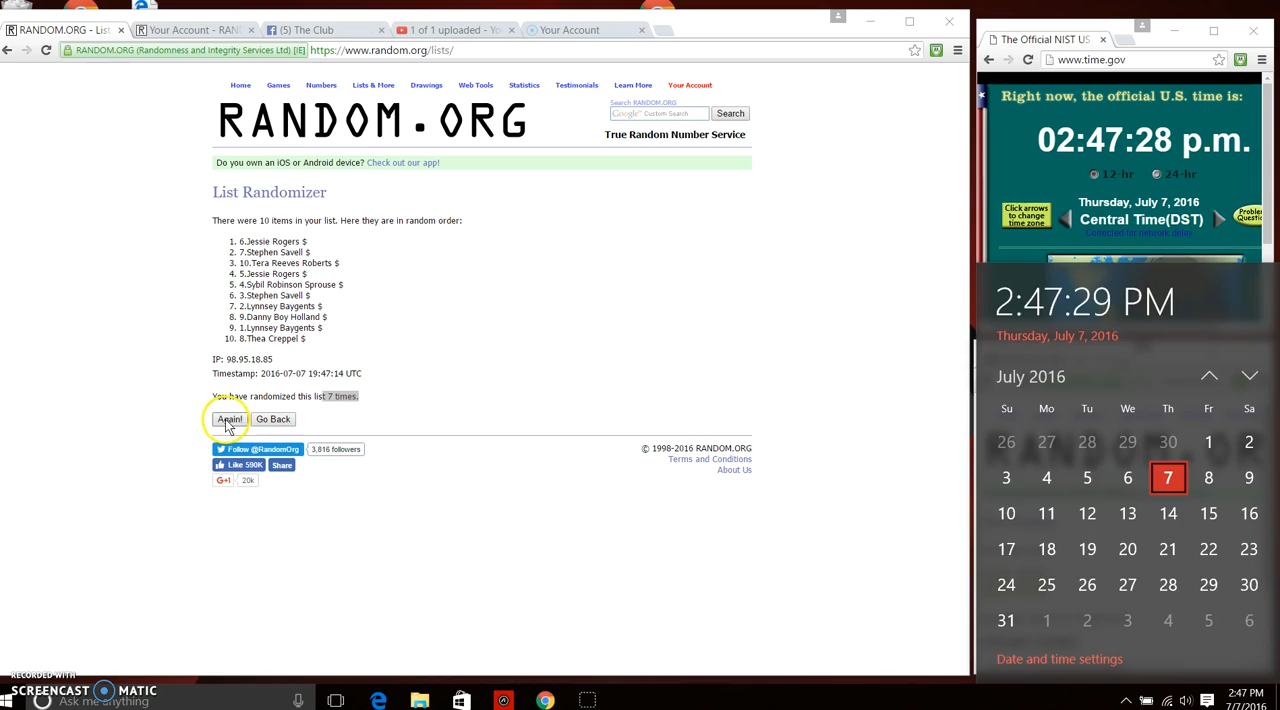 RANDOM.ORG - List
Your Account - RANDO
(5) The Club
1 of 1 uploaded - Yo
Your Account
RANDOM.ORG (Randomness and Integrity Services Ltd) [IE]
https://www.random.org/lists/
Home Games Numbers Lists & More Drawings Web Tools Statistics Testimonials Learn More Your Account
RANDOM.ORG
Search RANDOM.ORG
Google™ Custom Search
Search
True Random Number Service
Do you own an iOS or Android device? Check out our app!
List Randomizer
There were 10 items in your list. Here they are in random order:
1. 6.Jessie Rogers $
2. 7.Stephen Savell $
3. 10.Tera Reeves Roberts $
4. 5.Jessie Rogers $
5. 4.Sybil Robinson Sprouse $
6. 3.Stephen Savell $
7. 2.Lynnsey Baygents $
8. 9.Danny Boy Holland $
9. 1.Lynnsey Baygents $
10. 8.Thea Creppel $
IP: 98.95.18.85
Timestamp: 2016-07-07 19:47:14 UTC
You have randomized this list 7 times.
Again! Go Back
Follow @RandomOrg 3,816 followers
Like 590K Share
G+1 20k
© 1998-2016 RANDOM.ORG
Terms and Conditions
About Us
The Official NIST US
www.time.gov
Right now, the official U.S. time is:
02:47:28 p.m.
12-hr 24-hr
Click arrows
to change
time zone
Thursday, July 7, 2016
Central Time(DST)
Corrected for network delay
Proble
Questio
2:47:29 PM
Thursday, July 7, 2016
July 2016
Su Mo Tu We Th Fr Sa
26 27 28 29 30 1 2
3 4 5 6 7 8 9
10 11 12 13 14 15 16
17 18 19 20 21 22 23
24 25 26 27 28 29 30
31 1 2 3 4 5 6
Date and time settings
RECORDED WITH
SCREENCAST MATIC
Ask me anything
2:47 PM
7/7/2016